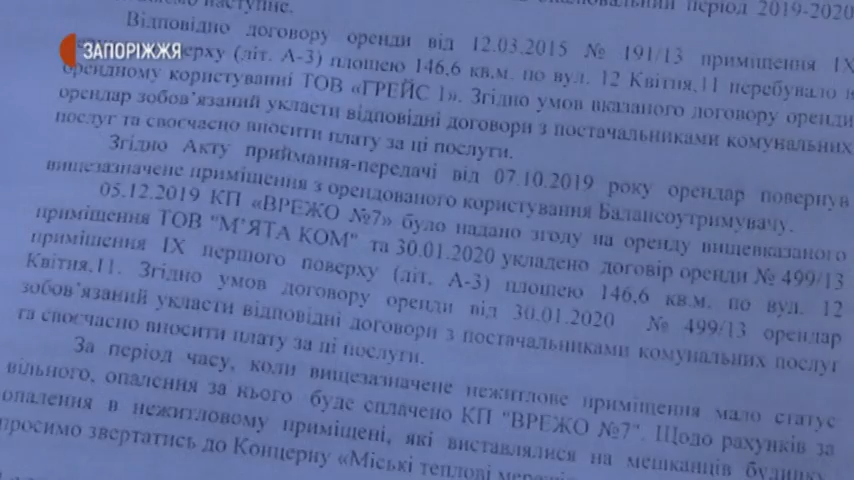 наступне.
період 2019-2020
Відповідно договору оренди від 12.03.2015 № 191/13 приміщення IX
ЗАПОРІЖЖЯ
поверху (літ. А-3) площею 146,6 кв.м. по вул. 12 Квітня,11 перебувало в
орендному користуванні ТОВ «ГРЕЙС 1». Згідно умов вказаного договору оренди
орендар зобов’язаний укласти відповідні договори з постачальниками комунальних
послуг та своєчасно вносити плату за ці послуги.
Згідно Акту приймання-передачі від 07.10.2019 року орендар повернув
вищезазначене приміщення з орендованого користування Балансоутримувачу.
05.12.2019 КП «ВРЕЖО №7» було надано згоду на оренду вищевказаного
приміщення ТОВ "М’ЯТА КОМ" та 30.01.2020 укладено договір оренди № 499/13
приміщення IX першого поверху (літ. А-3) площею 146,6 кв.м. по вул. 12
Квітня,11. Згідно умов договору оренди від 30.01.2020 № 499/13 орендар
зобов’язаний укласти відповідні договори з постачальниками комунальних послуг
та своєчасно вносити плату за ці послуги.
За період часу, коли вищезазначене нежитлове приміщення мало статус
вільного, опалення за нього буде сплачено КП "ВРЕЖО №7". Щодо рахунків за
опалення в нежитловому приміщені, які виставлялися на мешканців будинку,
просимо звертатись до Концерну «Міські теплові